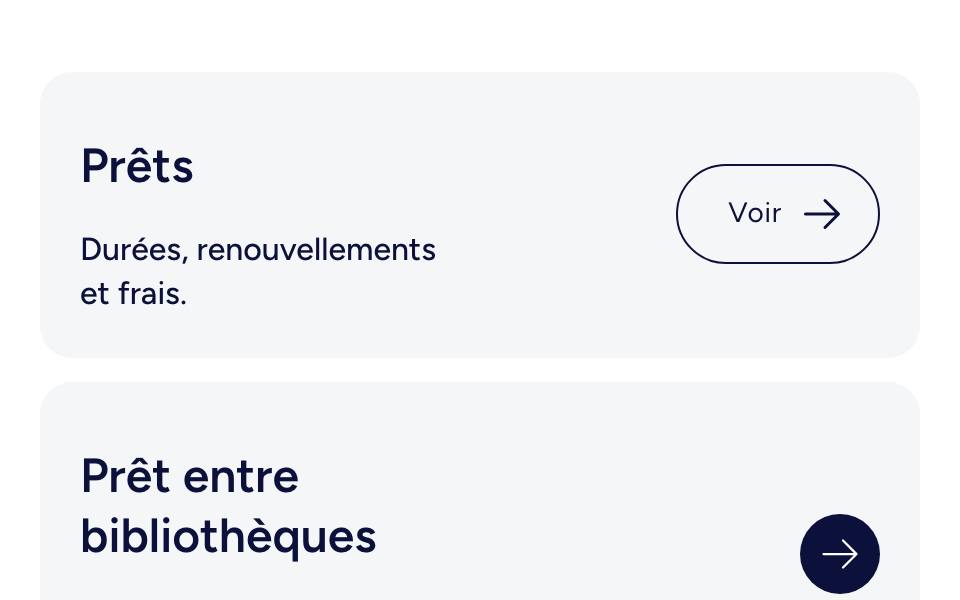 Prêts
Voir
Durées, renouvellements
et frais.
Prêt entre
bibliothèques